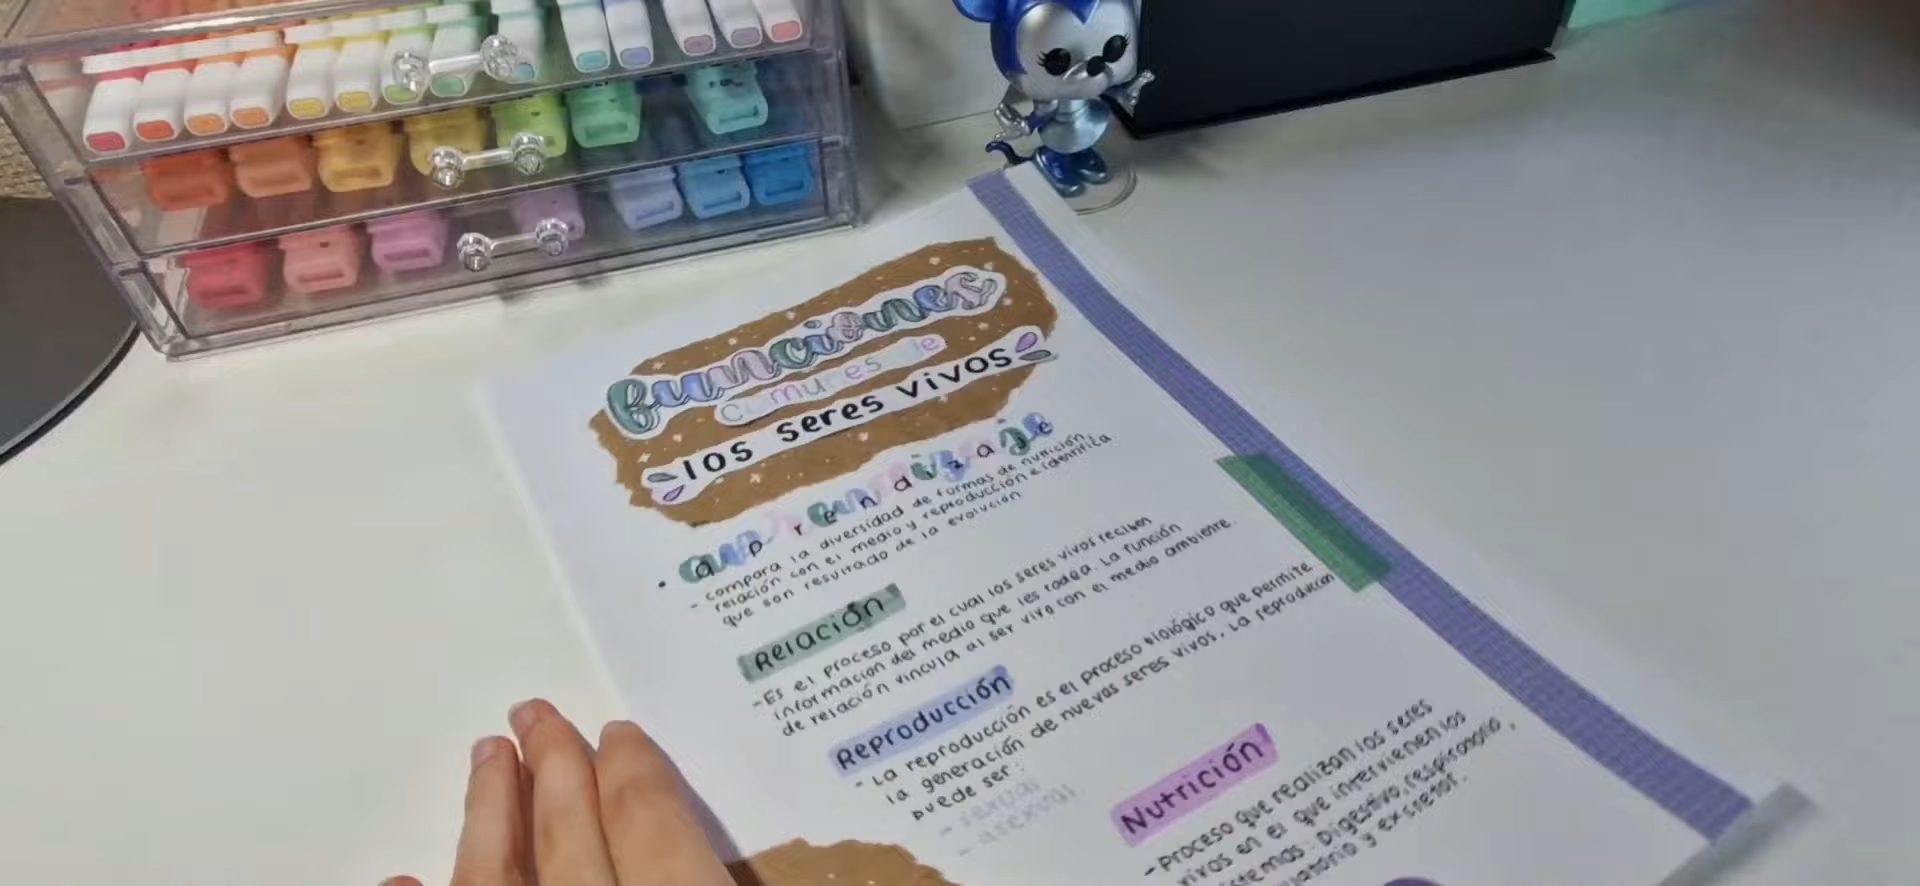 funciones
comunes de
los seres vivos
• aprendizaje
- compara la diversidad de formas de nutrición,
relación con el medio y reproducción e identifica
que son resultado de la evolución
Relación
- Es el proceso por el cual los seres vivos reciben
información del medio que les rodea. La función
de relación vincula al ser vivo con el medio ambiente.
Reproducción
- La reproducción es el proceso biológico que permite
la generación de nuevas seres vivos. La reproducción
puede ser:
- sexual
- asexual
Nutrición
- Proceso que realizan los seres
vivos en el que intervienen los
sistemas: Digestivo, respiratorio,
y excretor.